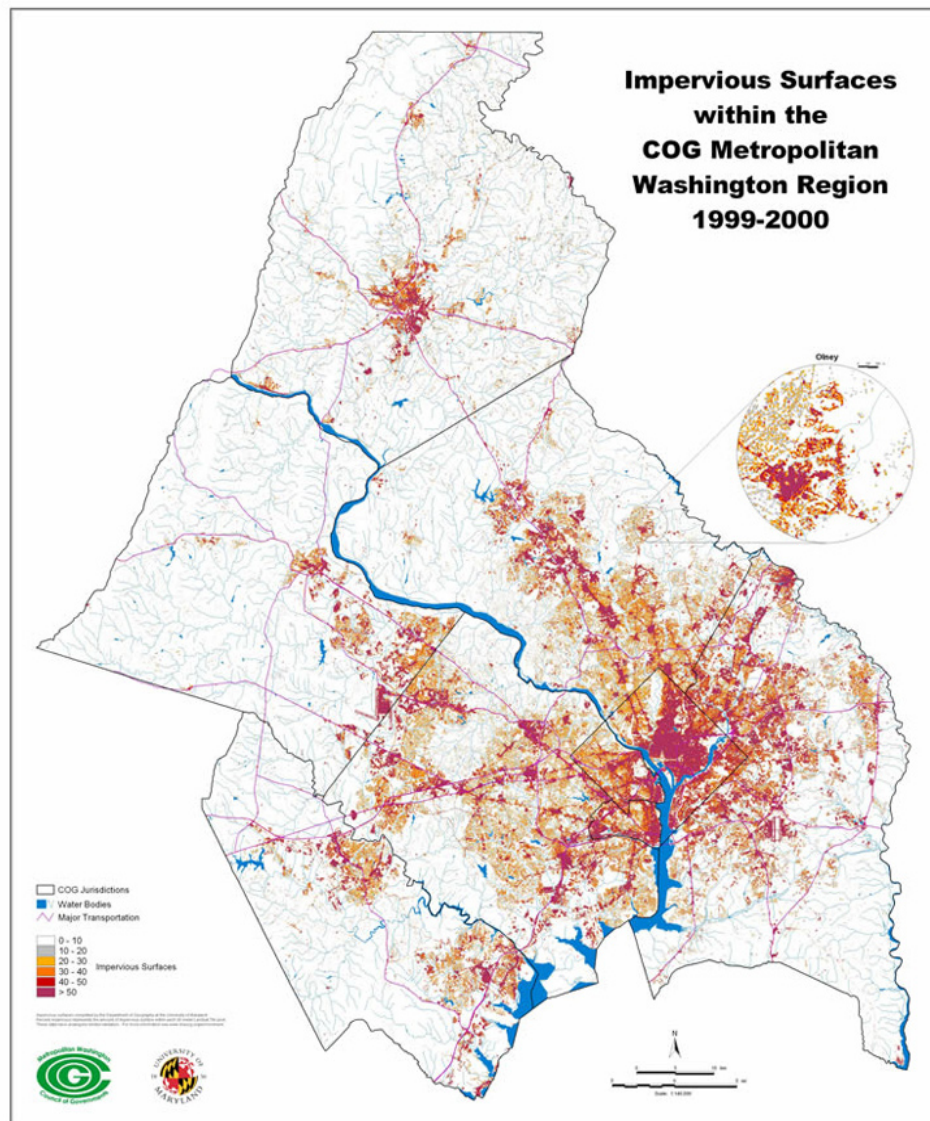 Impervious Surfaces
within the
COG Metropolitan
Washington Region
1999-2000
Olney
COG Jurisdictions
Water Bodies
Major Transportation
0 - 10
10 - 20
20 - 30
30 - 40
40 - 50
> 50
Impervious Surfaces
Metropolitan Washington
COG
Council of Governments
UNIVERSITY OF
MARYLAND
N